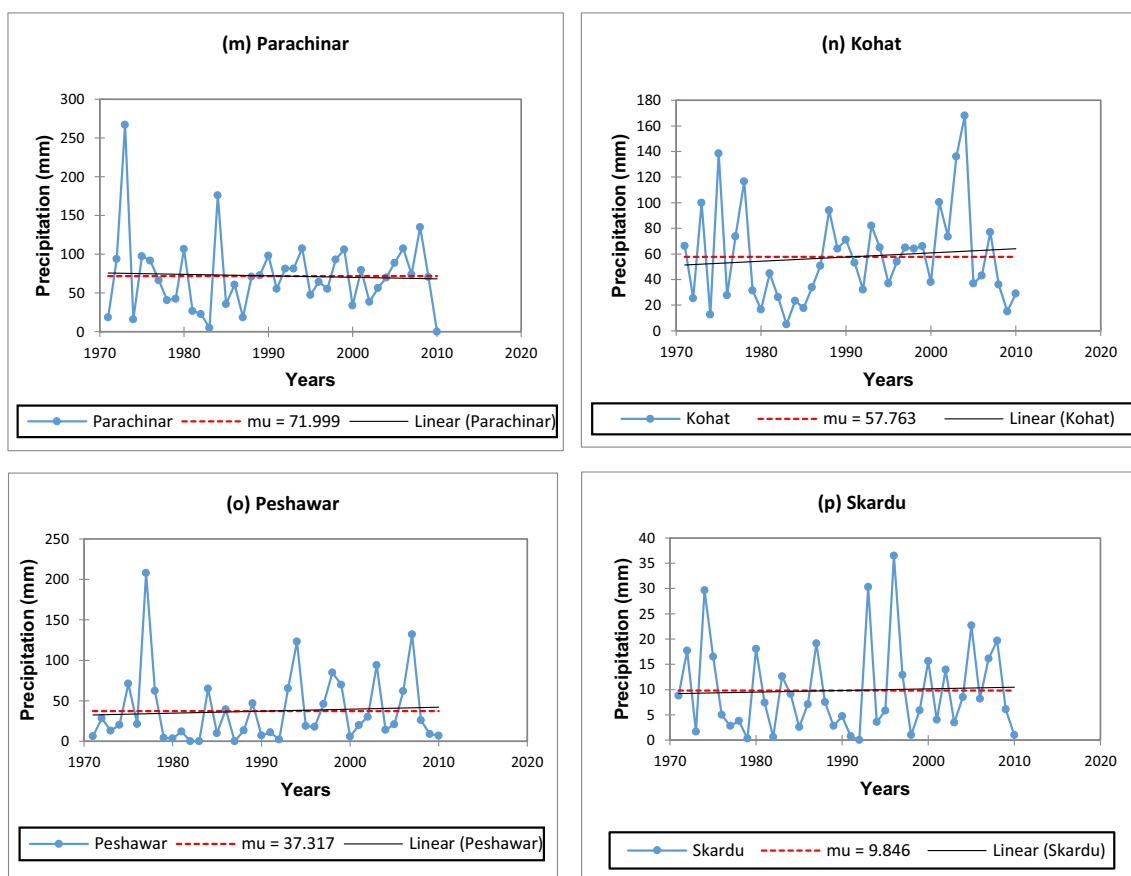 (m) Parachinar
Precipitation (mm)
300
250
200
150
100
50
0
1970 1980 1990 2000 2010 2020
Years
Parachinar mu = 71.999 Linear (Parachinar)
(n) Kohat
Precipitation (mm)
180
160
140
120
100
80
60
40
20
0
1970 1980 1990 2000 2010 2020
Years
Kohat mu = 57.763 Linear (Kohat)
(o) Peshawar
Precipitation (mm)
250
200
150
100
50
0
1970 1980 1990 2000 2010 2020
Years
Peshawar mu = 37.317 Linear (Peshawar)
(p) Skardu
Precipitation (mm)
40
35
30
25
20
15
10
5
0
1970 1980 1990 2000 2010 2020
Years
Skardu mu = 9.846 Linear (Skardu)